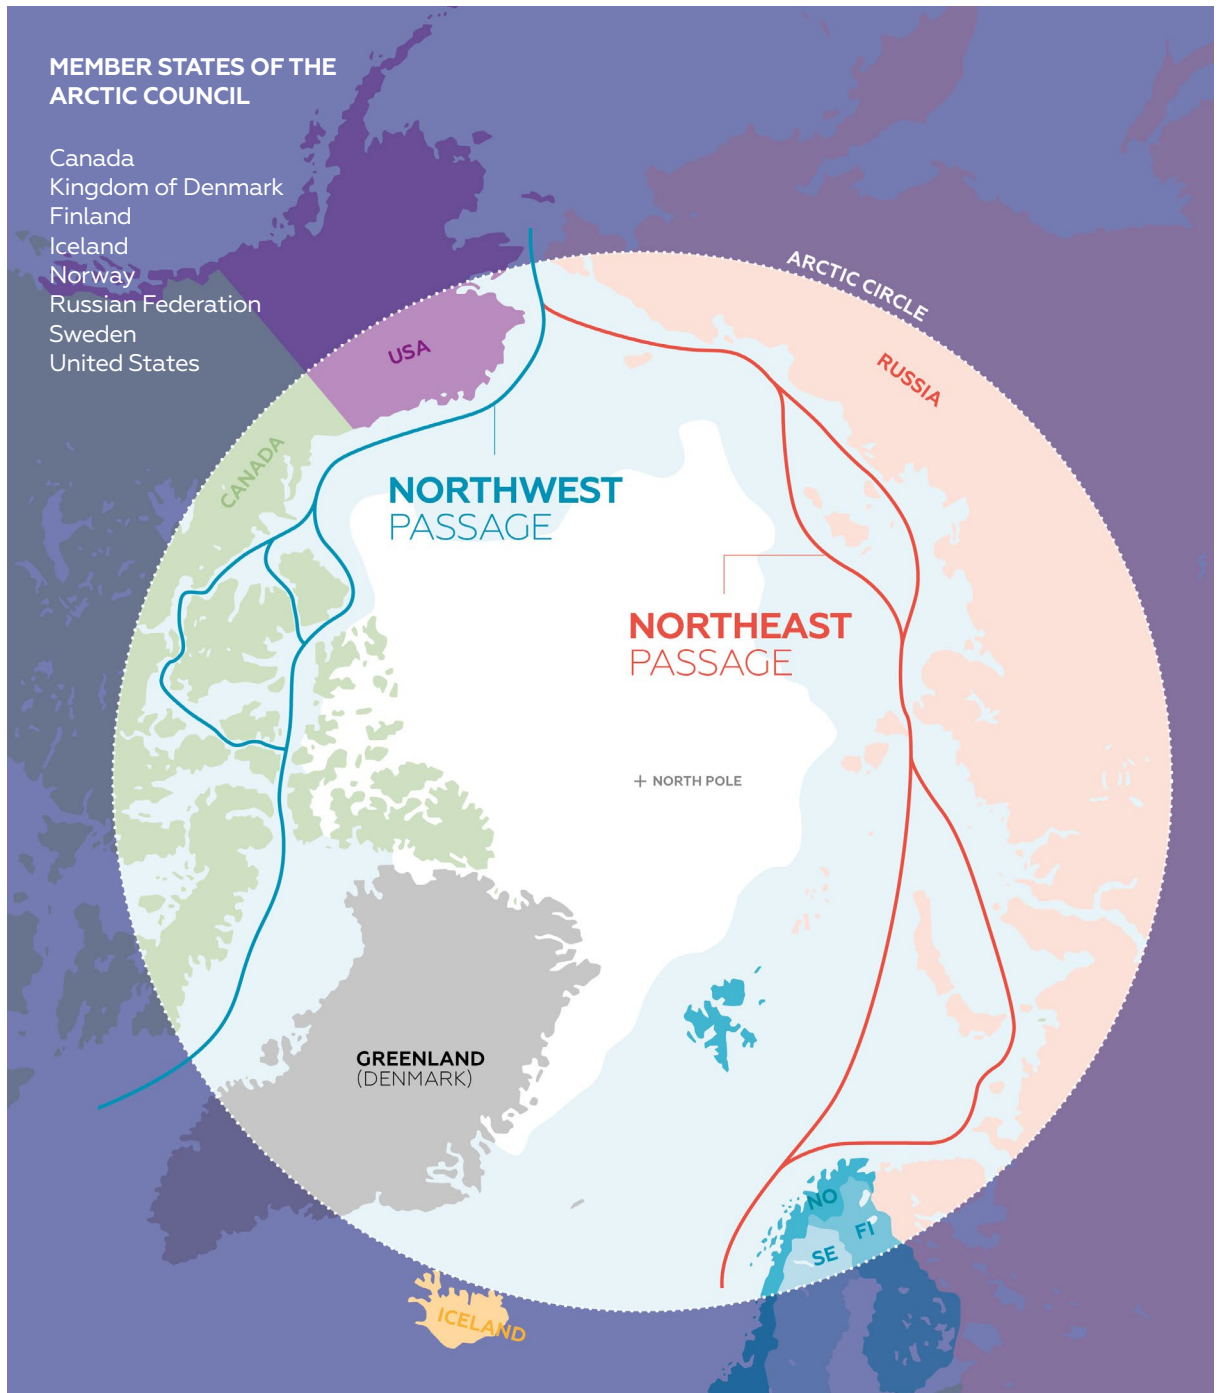 MEMBER STATES OF THE
ARCTIC COUNCIL
Canada
Kingdom of Denmark
Finland
Iceland
Norway
Russian Federation
Sweden
United States
ARCTIC CIRCLE
USA
RUSSIA
CANADA
NORTHWEST
PASSAGE
NORTHEAST
PASSAGE
+ NORTH POLE
GREENLAND
(DENMARK)
NO
FI
SE
ICELAND